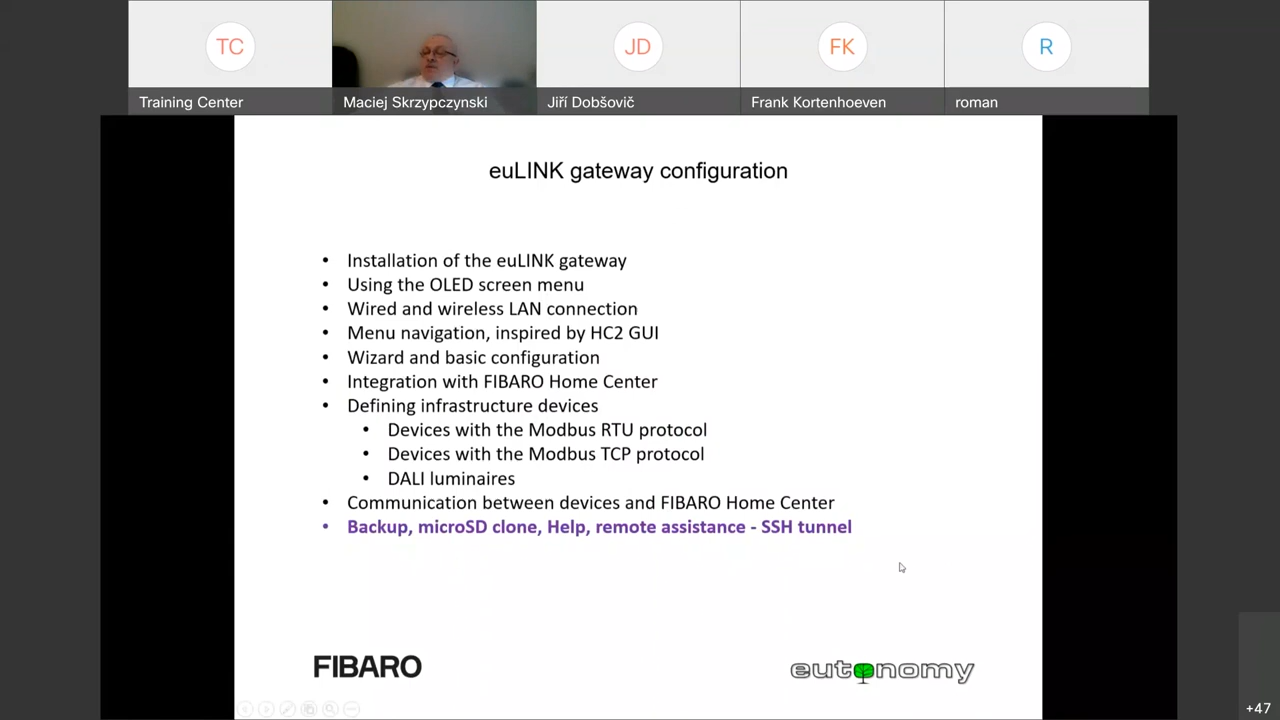 TC
JD
FK
R
Training Center
Maciej Skrzypczynski
Jiří Dobšovič
Frank Kortenhoeven
roman
euLINK gateway configuration
• Installation of the euLINK gateway
• Using the OLED screen menu
• Wired and wireless LAN connection
• Menu navigation, inspired by HC2 GUI
• Wizard and basic configuration
• Integration with FIBARO Home Center
• Defining infrastructure devices
• Devices with the Modbus RTU protocol
• Devices with the Modbus TCP protocol
• DALI luminaires
• Communication between devices and FIBARO Home Center
• Backup, microSD clone, Help, remote assistance - SSH tunnel
FIBARO
eutonomy
+47